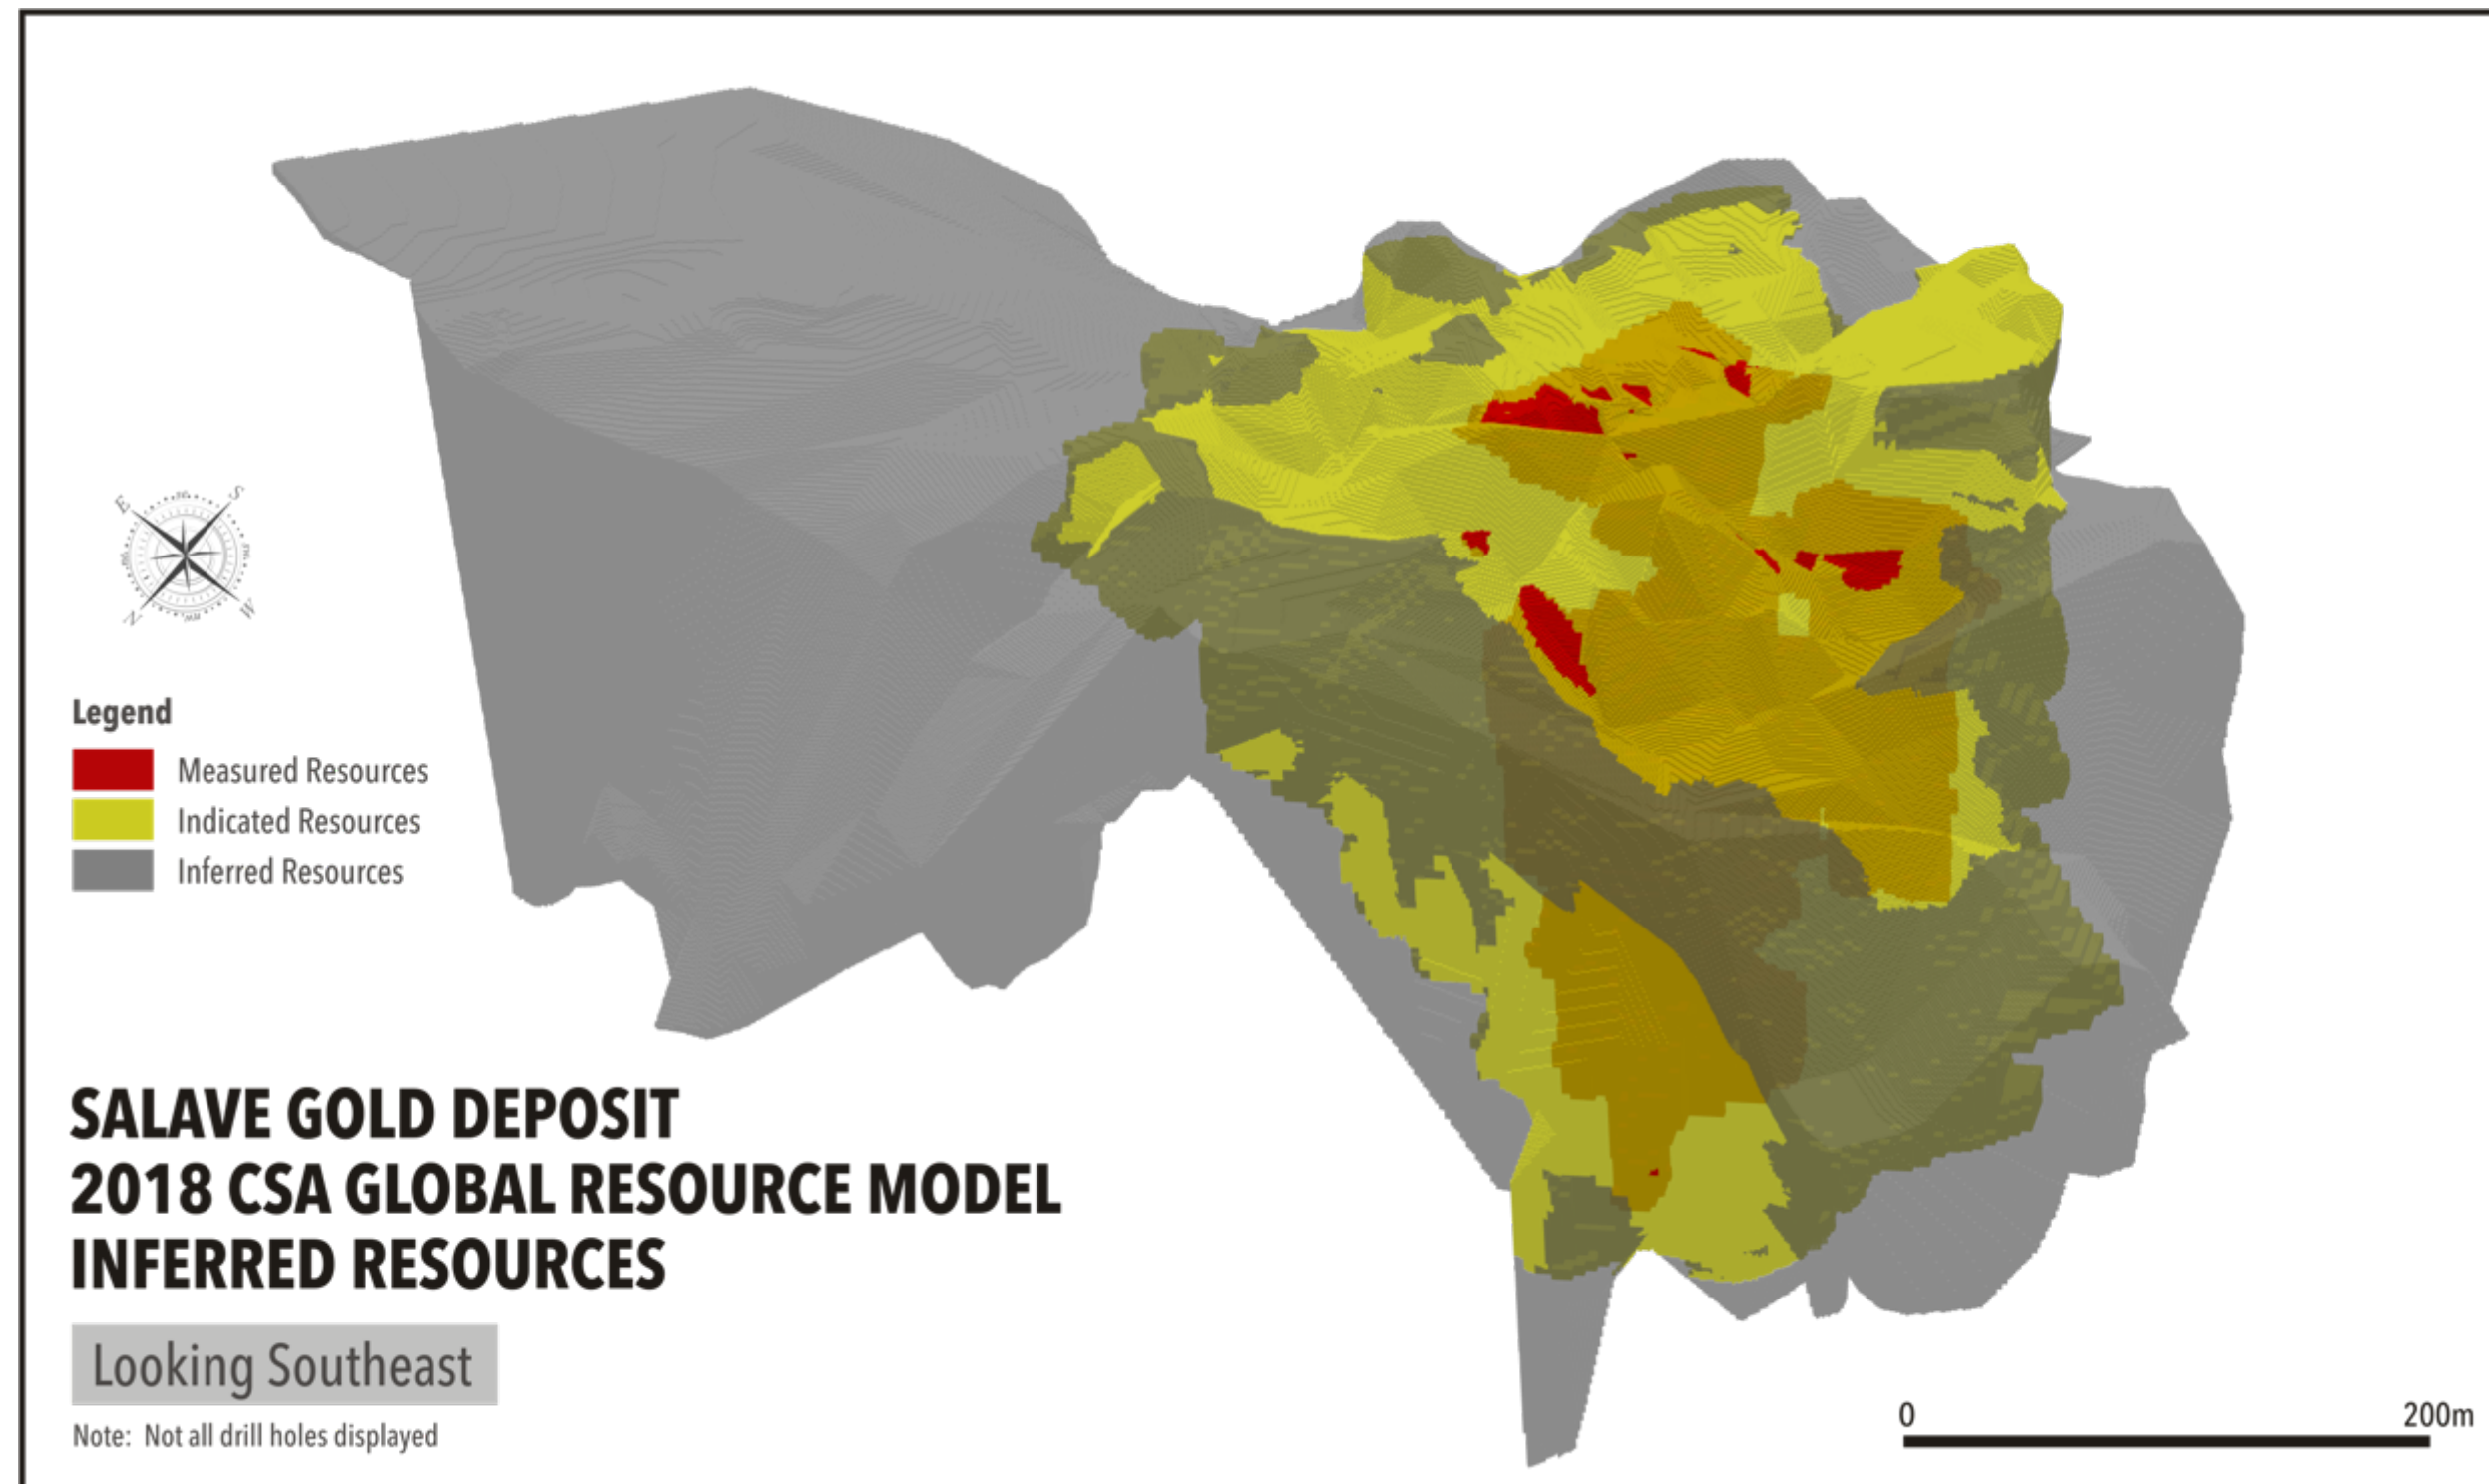 E
S
N
W
Legend
Measured Resources
Indicated Resources
Inferred Resources
SALAVE GOLD DEPOSIT
2018 CSA GLOBAL RESOURCE MODEL
INFERRED RESOURCES
Looking Southeast
Note: Not all drill holes displayed
0 200m